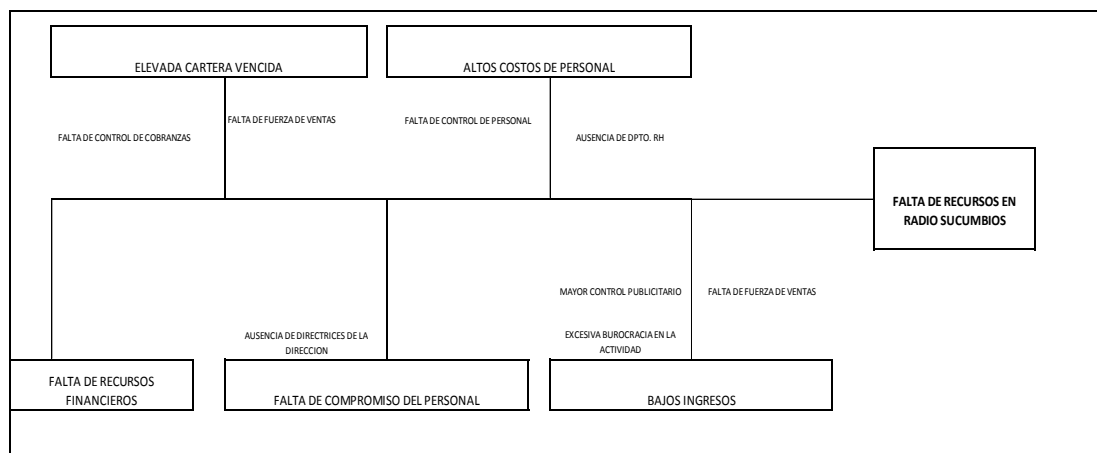 ELEVADA CARTERA VENCIDA
ALTOS COSTOS DE PERSONAL
FALTA DE CONTROL DE COBRANZAS
FALTA DE FUERZA DE VENTAS
FALTA DE CONTROL DE PERSONAL
AUSENCIA DE DPTO. RH
FALTA DE RECURSOS EN
RADIO SUCUMBIOS
MAYOR CONTROL PUBLICITARIO
FALTA DE FUERZA DE VENTAS
AUSENCIA DE DIRECTRICES DE LA
DIRECCION
EXCESIVA BUROCRACIA EN LA
ACTIVIDAD
FALTA DE RECURSOS
FINANCIEROS
FALTA DE COMPROMISO DEL PERSONAL
BAJOS INGRESOS